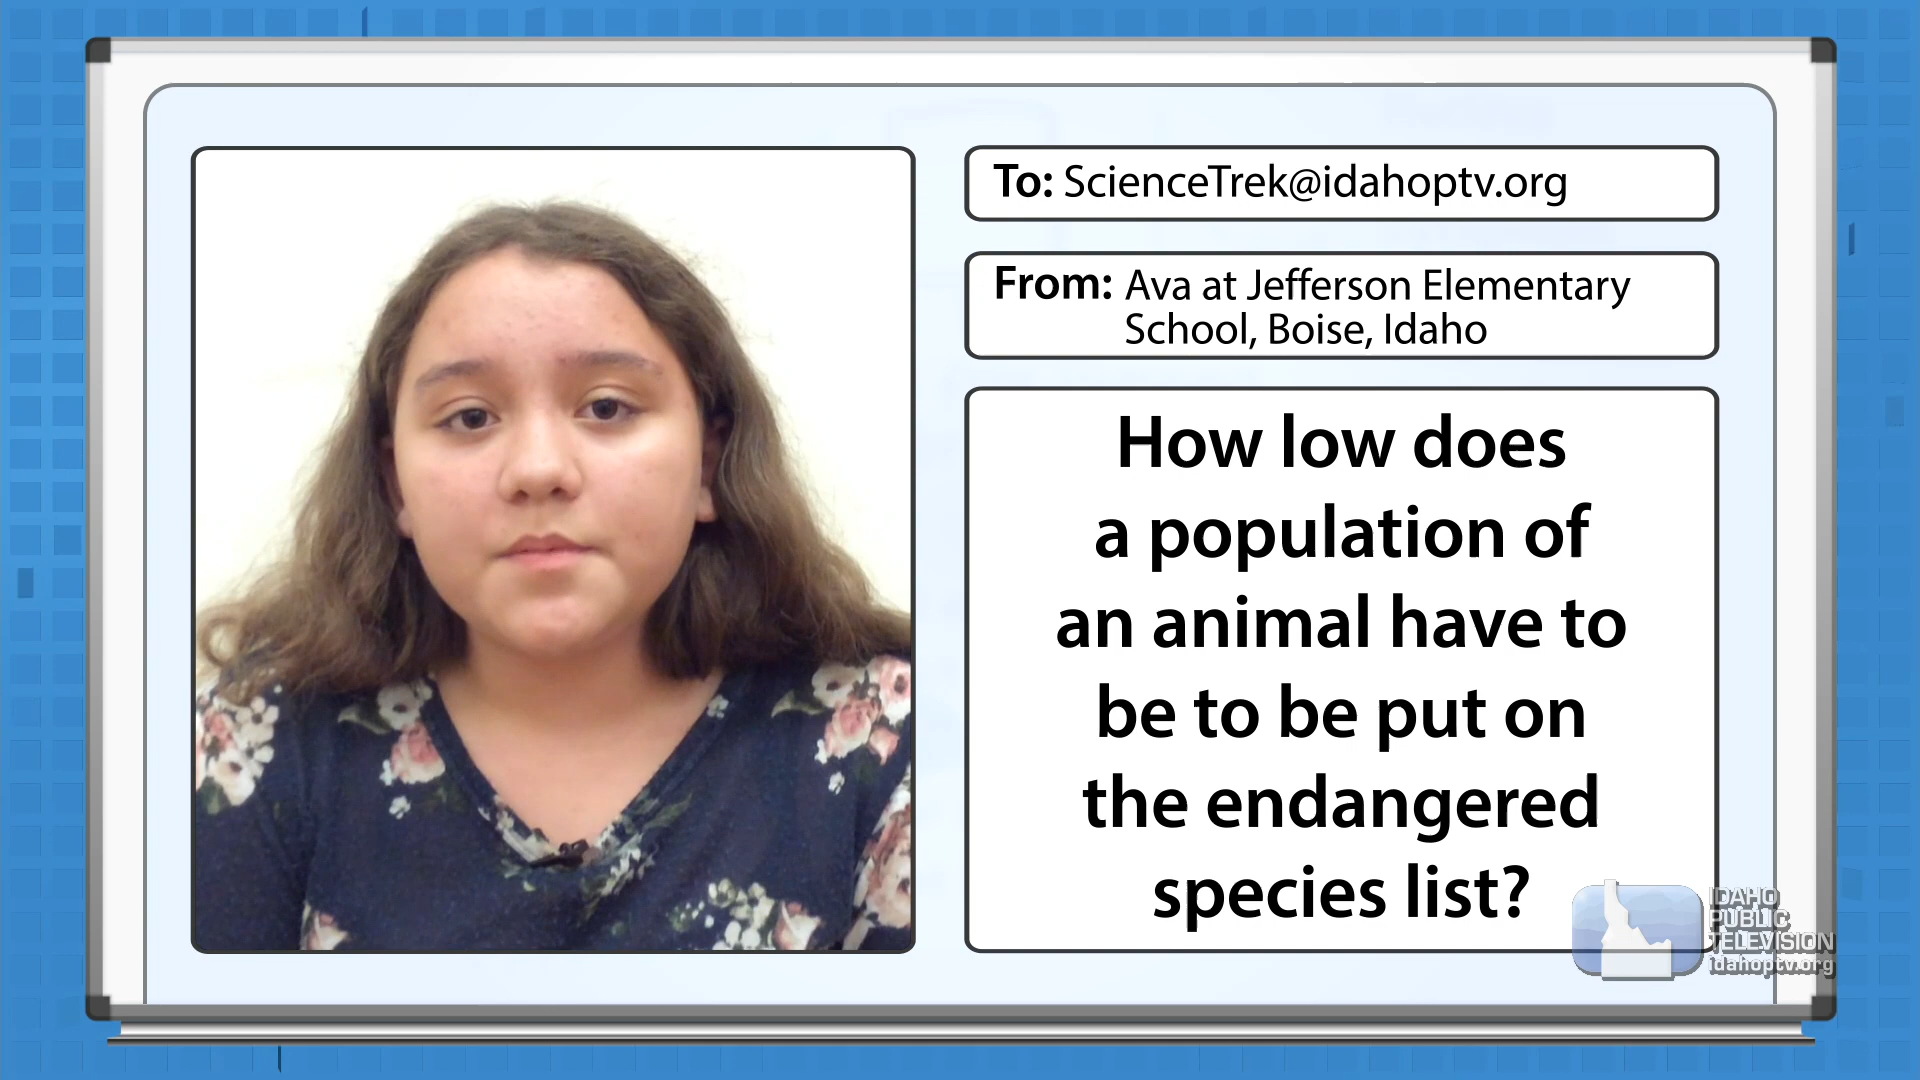 To: ScienceTrek@idahoptv.org
From: Ava at Jefferson Elementary
School, Boise, Idaho
How low does
a population of
an animal have to
be to be put on
the endangered
species list?
IDAHO
PUBLIC
TELEVISION
idahoptv.org